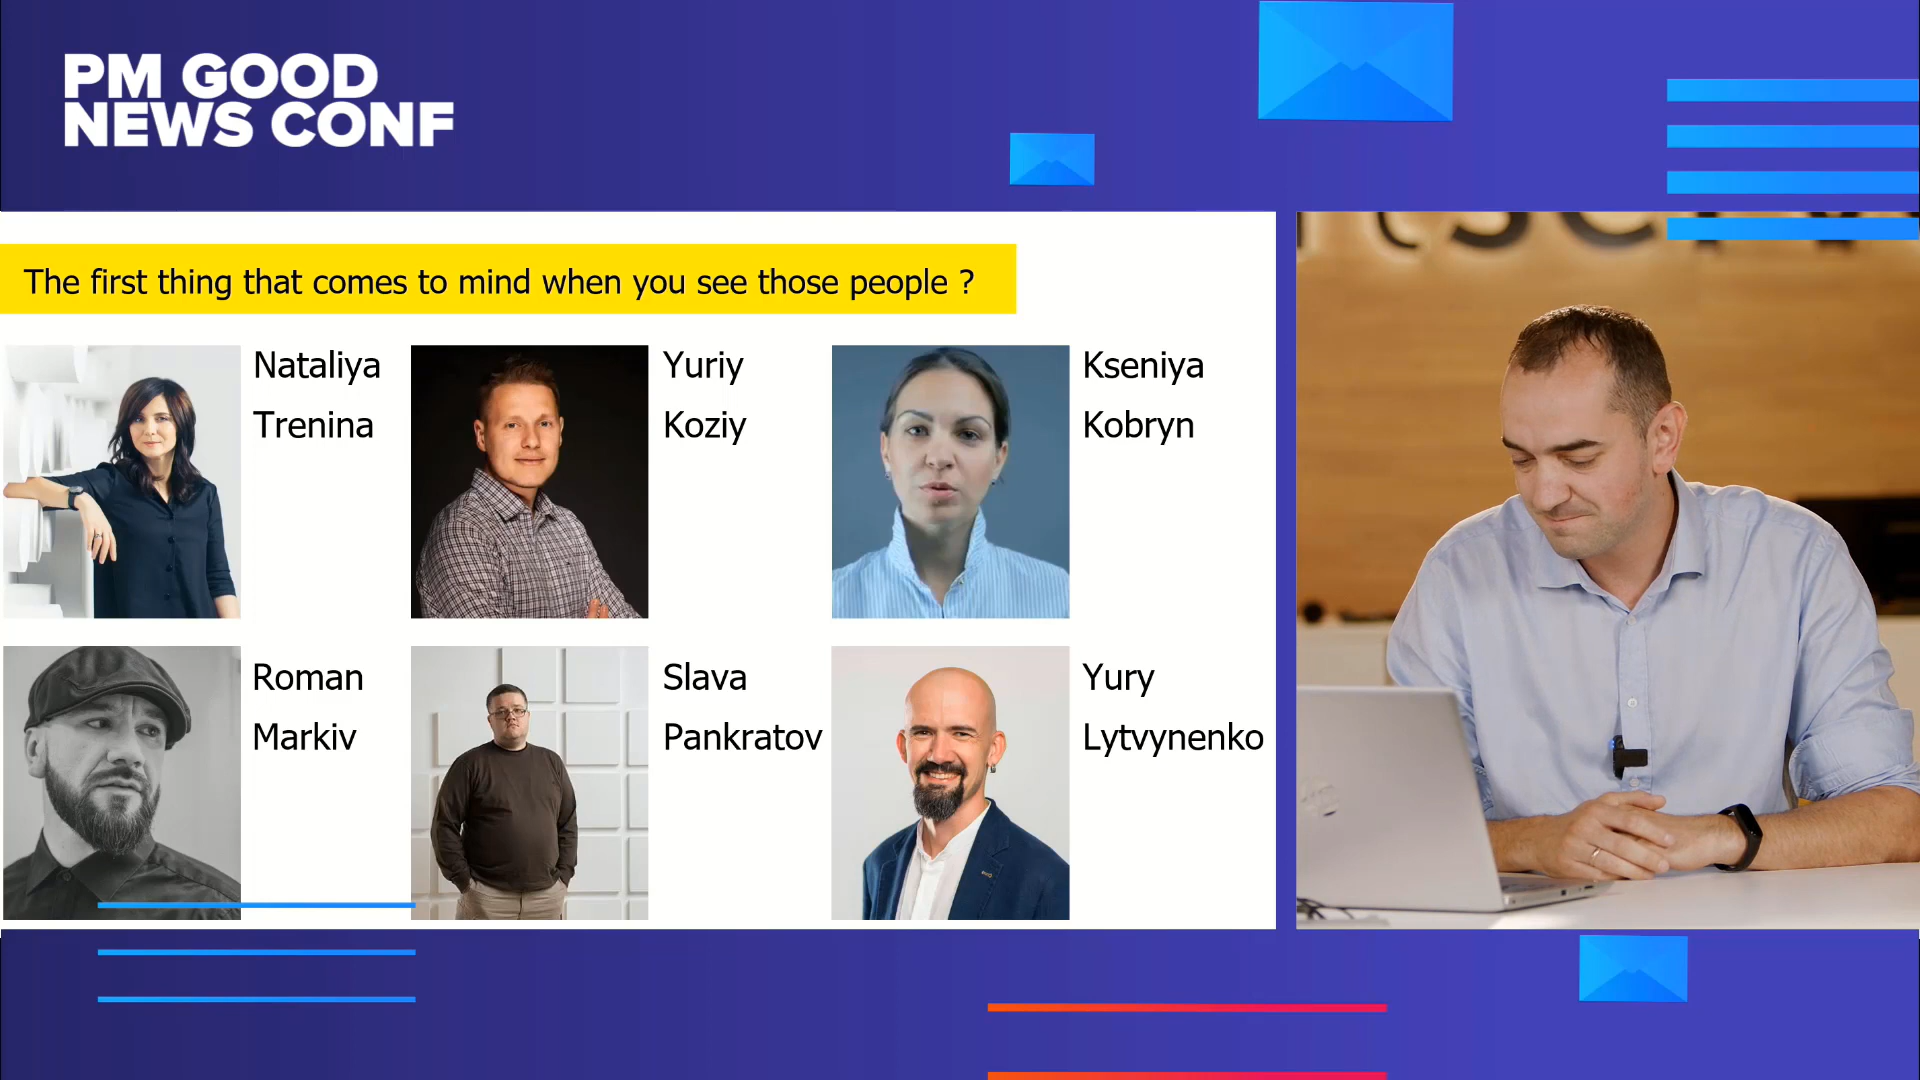 PM GOOD
NEWS CONF
The first thing that comes to mind when you see those people ?
Nataliya
Trenina
Yuriy
Koziy
Kseniya
Kobryn
Roman
Markiv
Slava
Pankratov
Yury
Lytvynenko